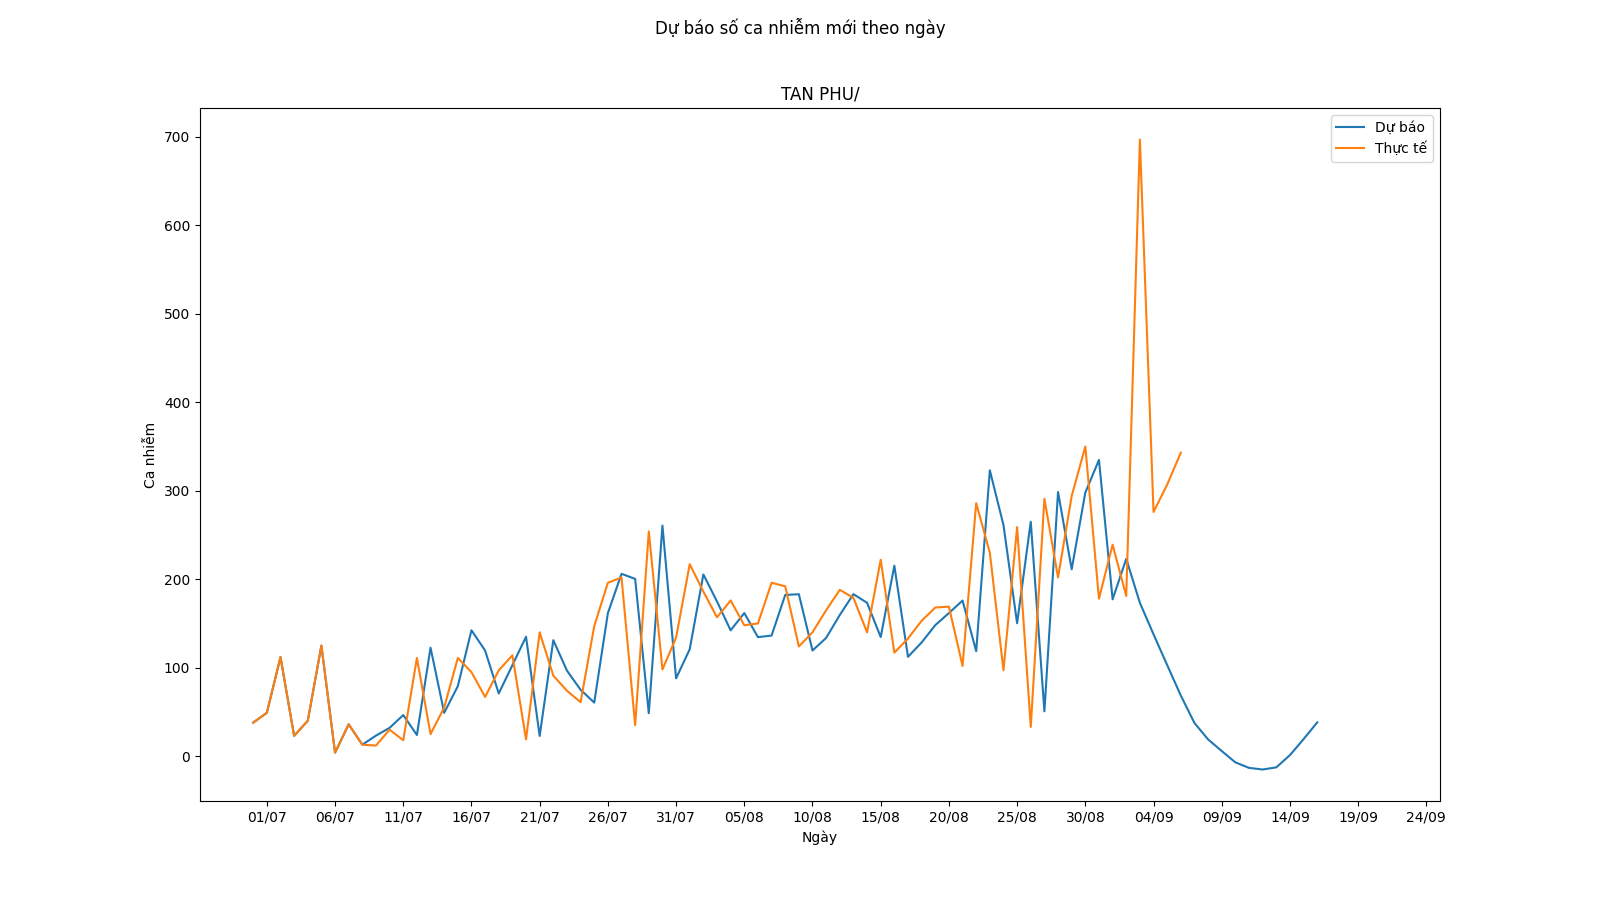 Dự báo số ca nhiễm mới theo ngày
TAN PHU/
Dự báo
Thực tế
700
600
500
400
300
200
100
0
Ca nhiễm
01/07 06/07 11/07 16/07 21/07 26/07 31/07 05/08 10/08 15/08 20/08 25/08 30/08 04/09 09/09 14/09 19/09 24/09
Ngày